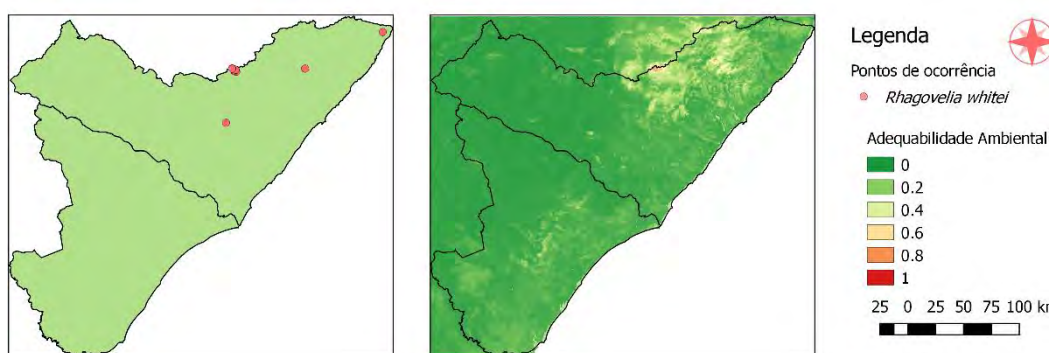 Legenda
Pontos de ocorrência
Rhagovelia whitei
Adequabilidade Ambiental
0
0.2
0.4
0.6
0.8
1
25 0 25 50 75 100 km